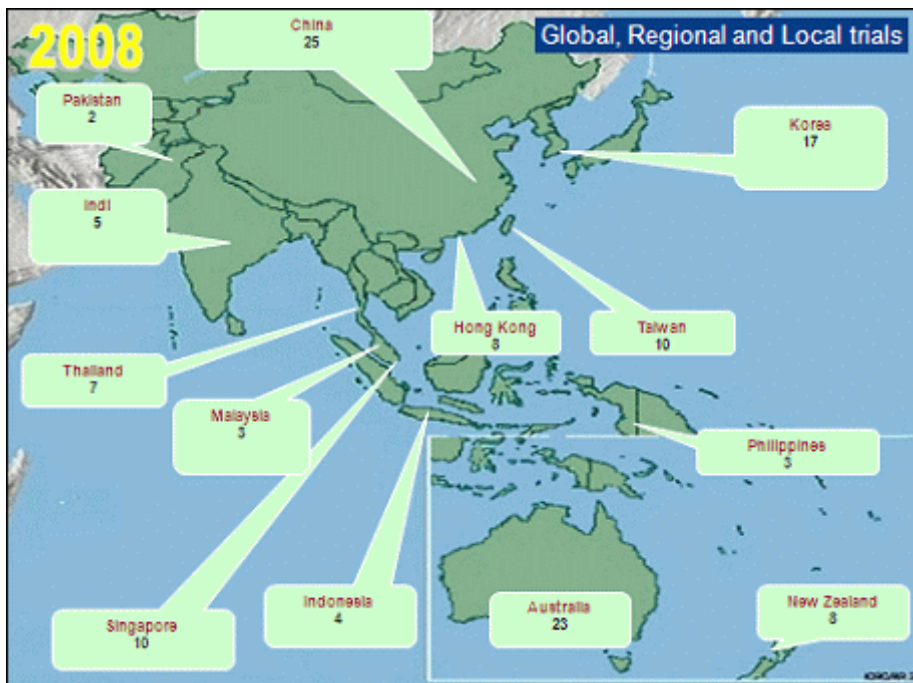 2008
Global, Regional and Local trials
China
25
Pakistan
2
Korea
17
Indi
5
Hong Kong
8
Taiwan
10
Thailand
7
Malaysia
3
Philippines
3
Singapore
10
Indonesia
4
Australia
23
New Zealand
8